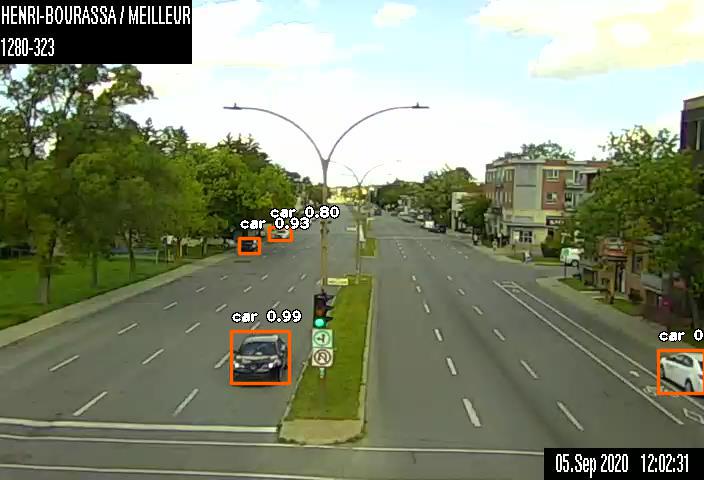 HENRI-BOURASSA / MEILLEUR
1280-323
car 0.80
car 0.93
car 0.99
car 0
05.Sep 2020 12:02:31